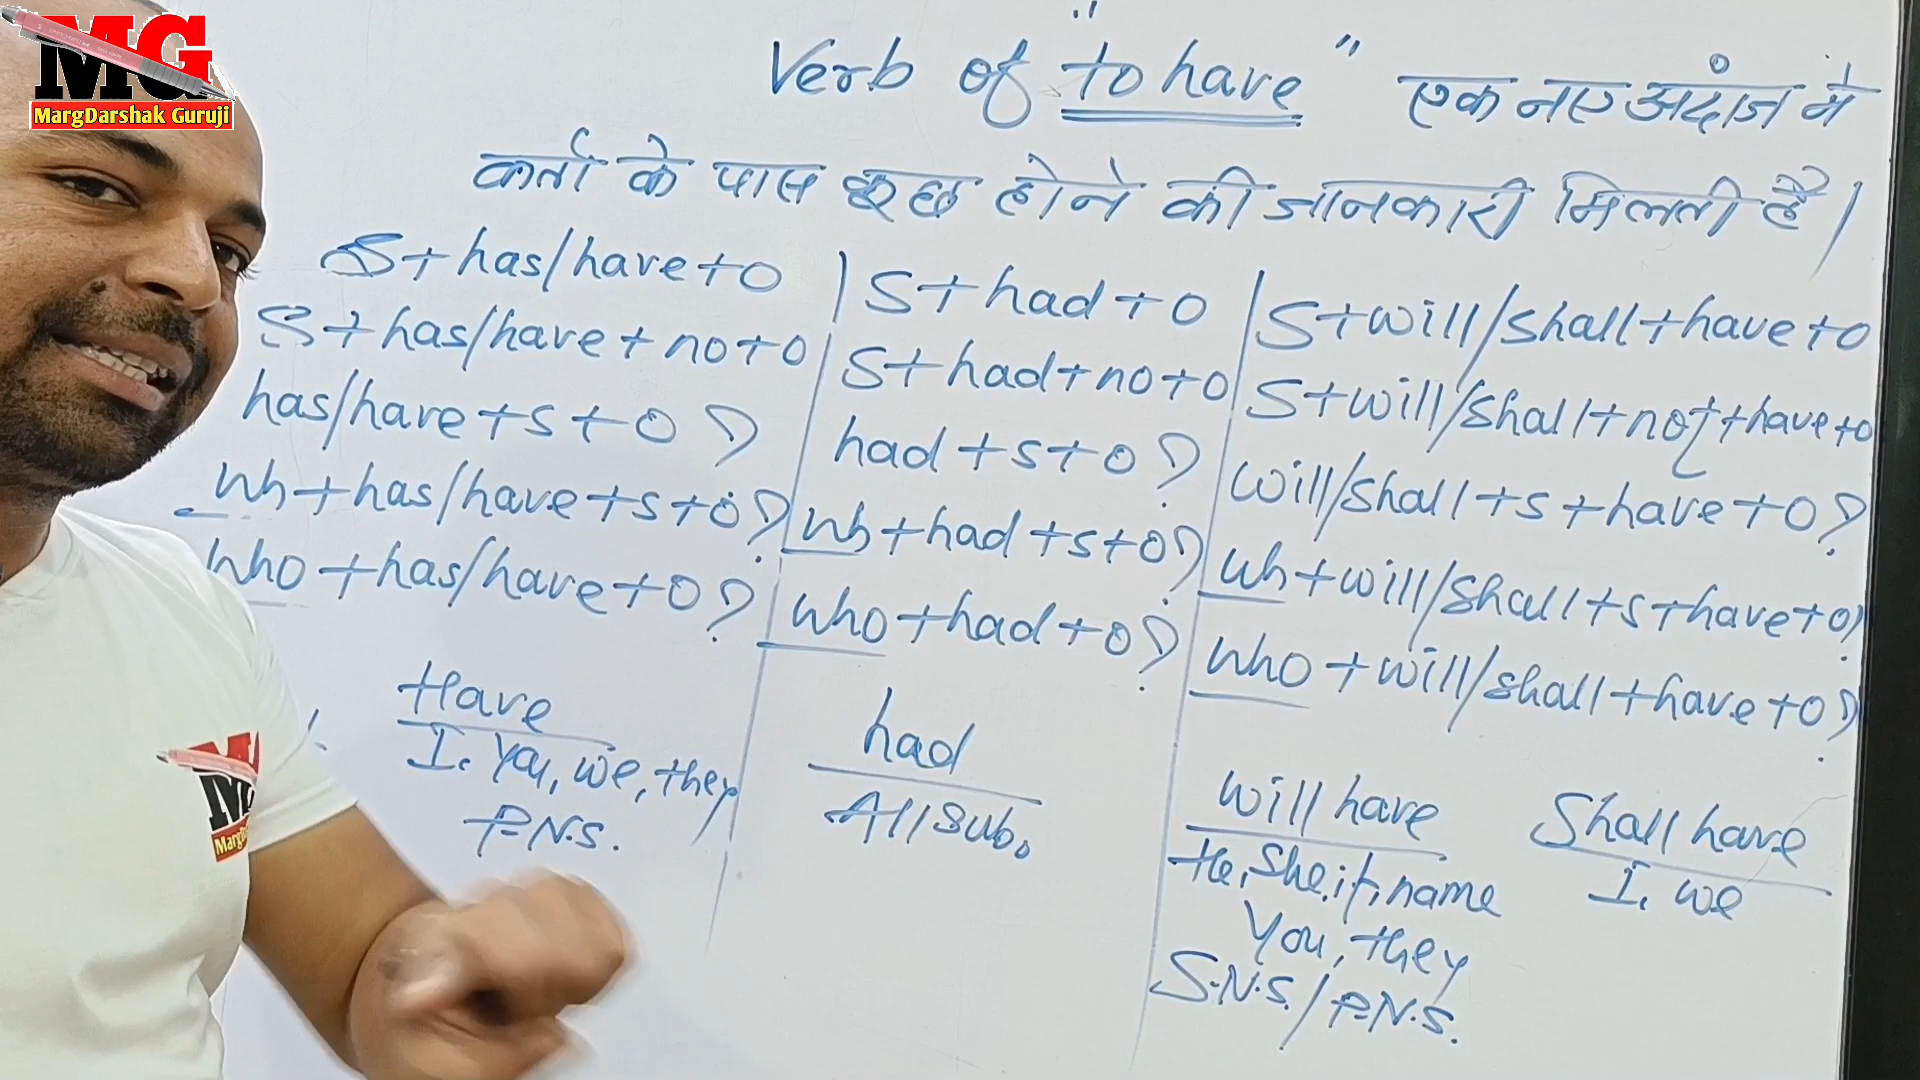 MG
MargDarshak Guruji
Verb of "to have" एक नए अंदाज में
कर्ता के पास कुछ होने की जानकारी मिलती है।
S+has/have+O
S+has/have+no+O
has/have+s+o?
Wh+has/have+s+o?
Who+has/have+o?
S+had+O
S+had+no+O
had+s+o?
Wh+had+s+o?
Who+had+o?
S+will/shall+have+o
S+will/shall+not+have+o
Will/shall+s+have+o?
Wh+will/shall+s+have+o?
Who+will/shall+have+o?
Have
I, You, we, they
P.N.S.
had
All sub.
will have
He, She, it, name
You, they
S.N.S./P.N.S.
Shall have
I, we